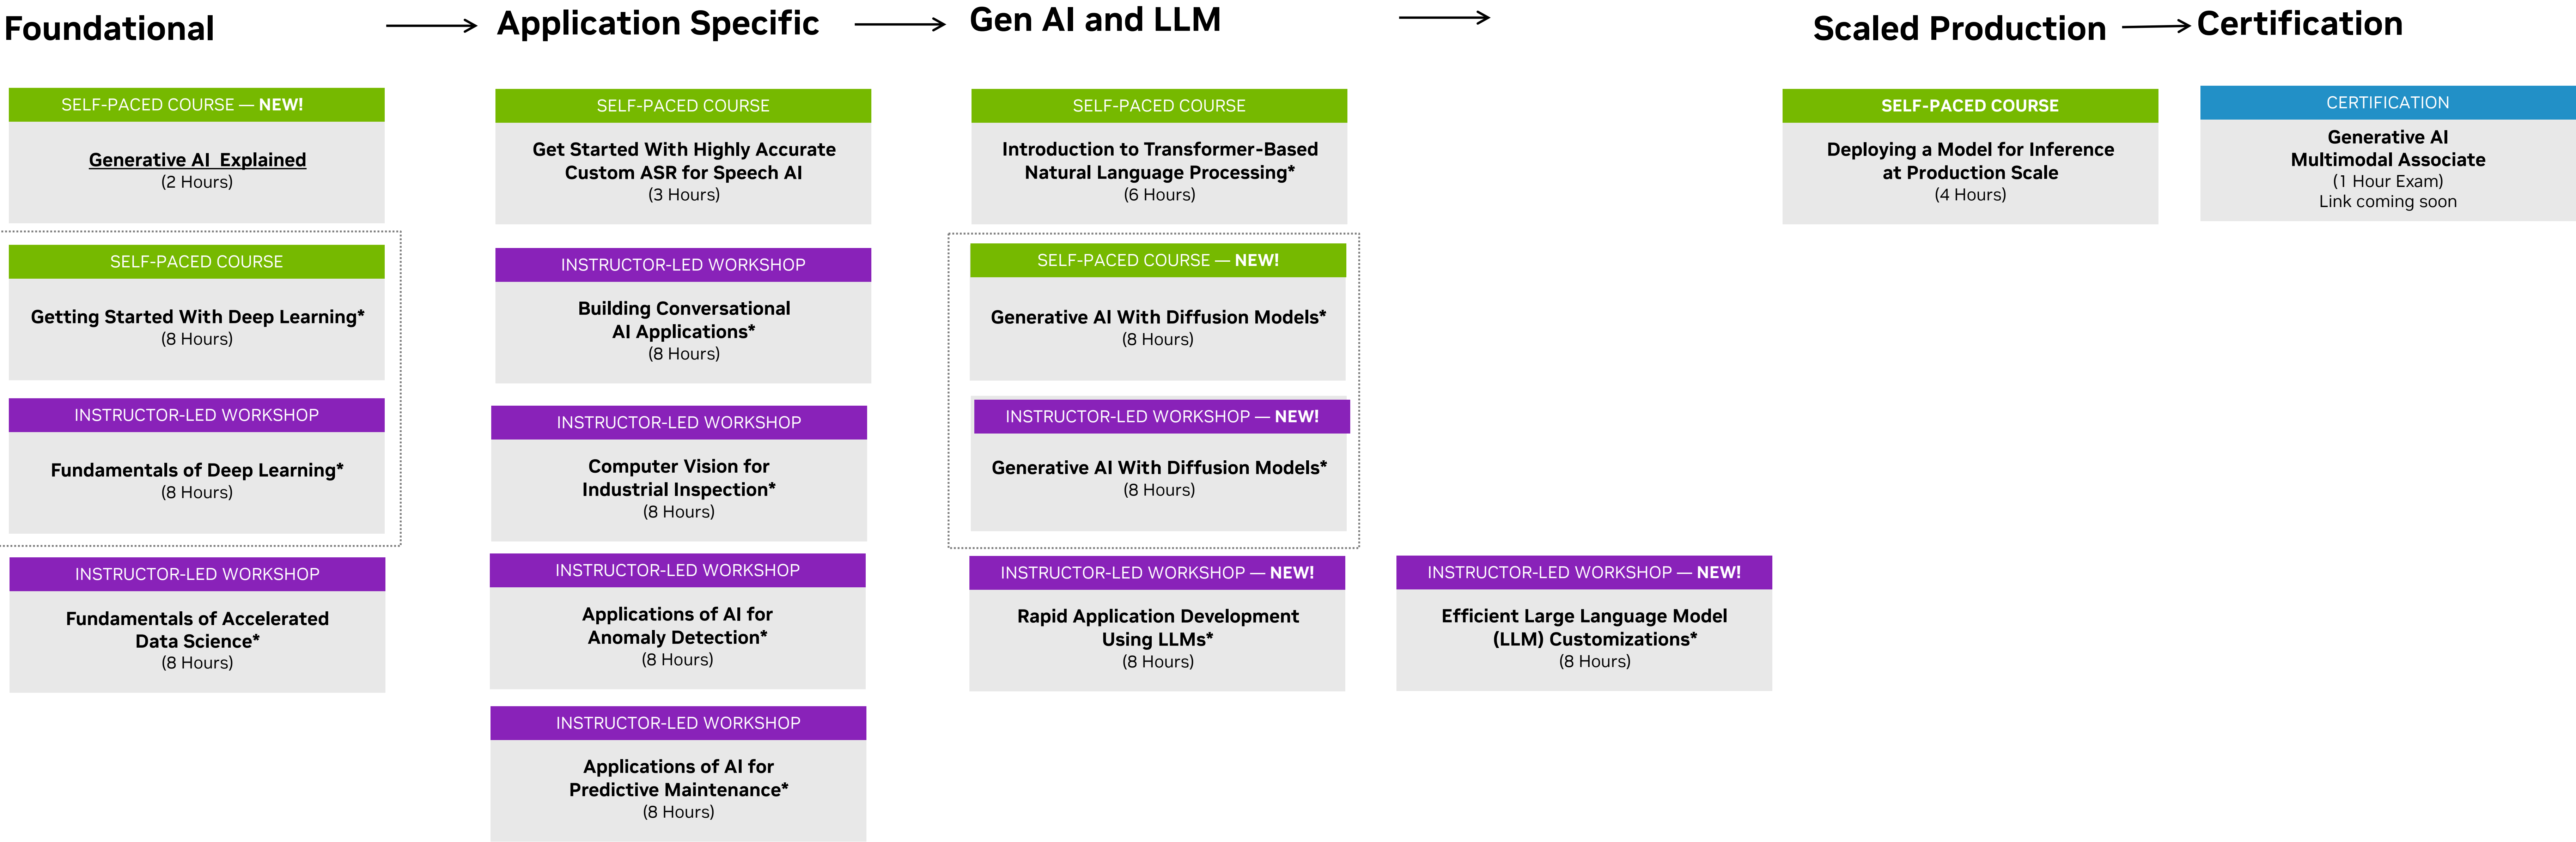 Foundational
Application Specific
Gen AI and LLM
Scaled Production
Certification
SELF-PACED COURSE — NEW!
Generative AI Explained
(2 Hours)
SELF-PACED COURSE
Getting Started With Deep Learning*
(8 Hours)
INSTRUCTOR-LED WORKSHOP
Fundamentals of Deep Learning*
(8 Hours)
INSTRUCTOR-LED WORKSHOP
Fundamentals of Accelerated
Data Science*
(8 Hours)
SELF-PACED COURSE
Get Started With Highly Accurate
Custom ASR for Speech AI
(3 Hours)
INSTRUCTOR-LED WORKSHOP
Building Conversational
AI Applications*
(8 Hours)
INSTRUCTOR-LED WORKSHOP
Computer Vision for
Industrial Inspection*
(8 Hours)
INSTRUCTOR-LED WORKSHOP
Applications of AI for
Anomaly Detection*
(8 Hours)
INSTRUCTOR-LED WORKSHOP
Applications of AI for
Predictive Maintenance*
(8 Hours)
SELF-PACED COURSE
Introduction to Transformer-Based
Natural Language Processing*
(6 Hours)
SELF-PACED COURSE — NEW!
Generative AI With Diffusion Models*
(8 Hours)
INSTRUCTOR-LED WORKSHOP — NEW!
Generative AI With Diffusion Models*
(8 Hours)
INSTRUCTOR-LED WORKSHOP — NEW!
Rapid Application Development
Using LLMs*
(8 Hours)
INSTRUCTOR-LED WORKSHOP — NEW!
Efficient Large Language Model
(LLM) Customizations*
(8 Hours)
SELF-PACED COURSE
Deploying a Model for Inference
at Production Scale
(4 Hours)
CERTIFICATION
Generative AI
Multimodal Associate
(1 Hour Exam)
Link coming soon